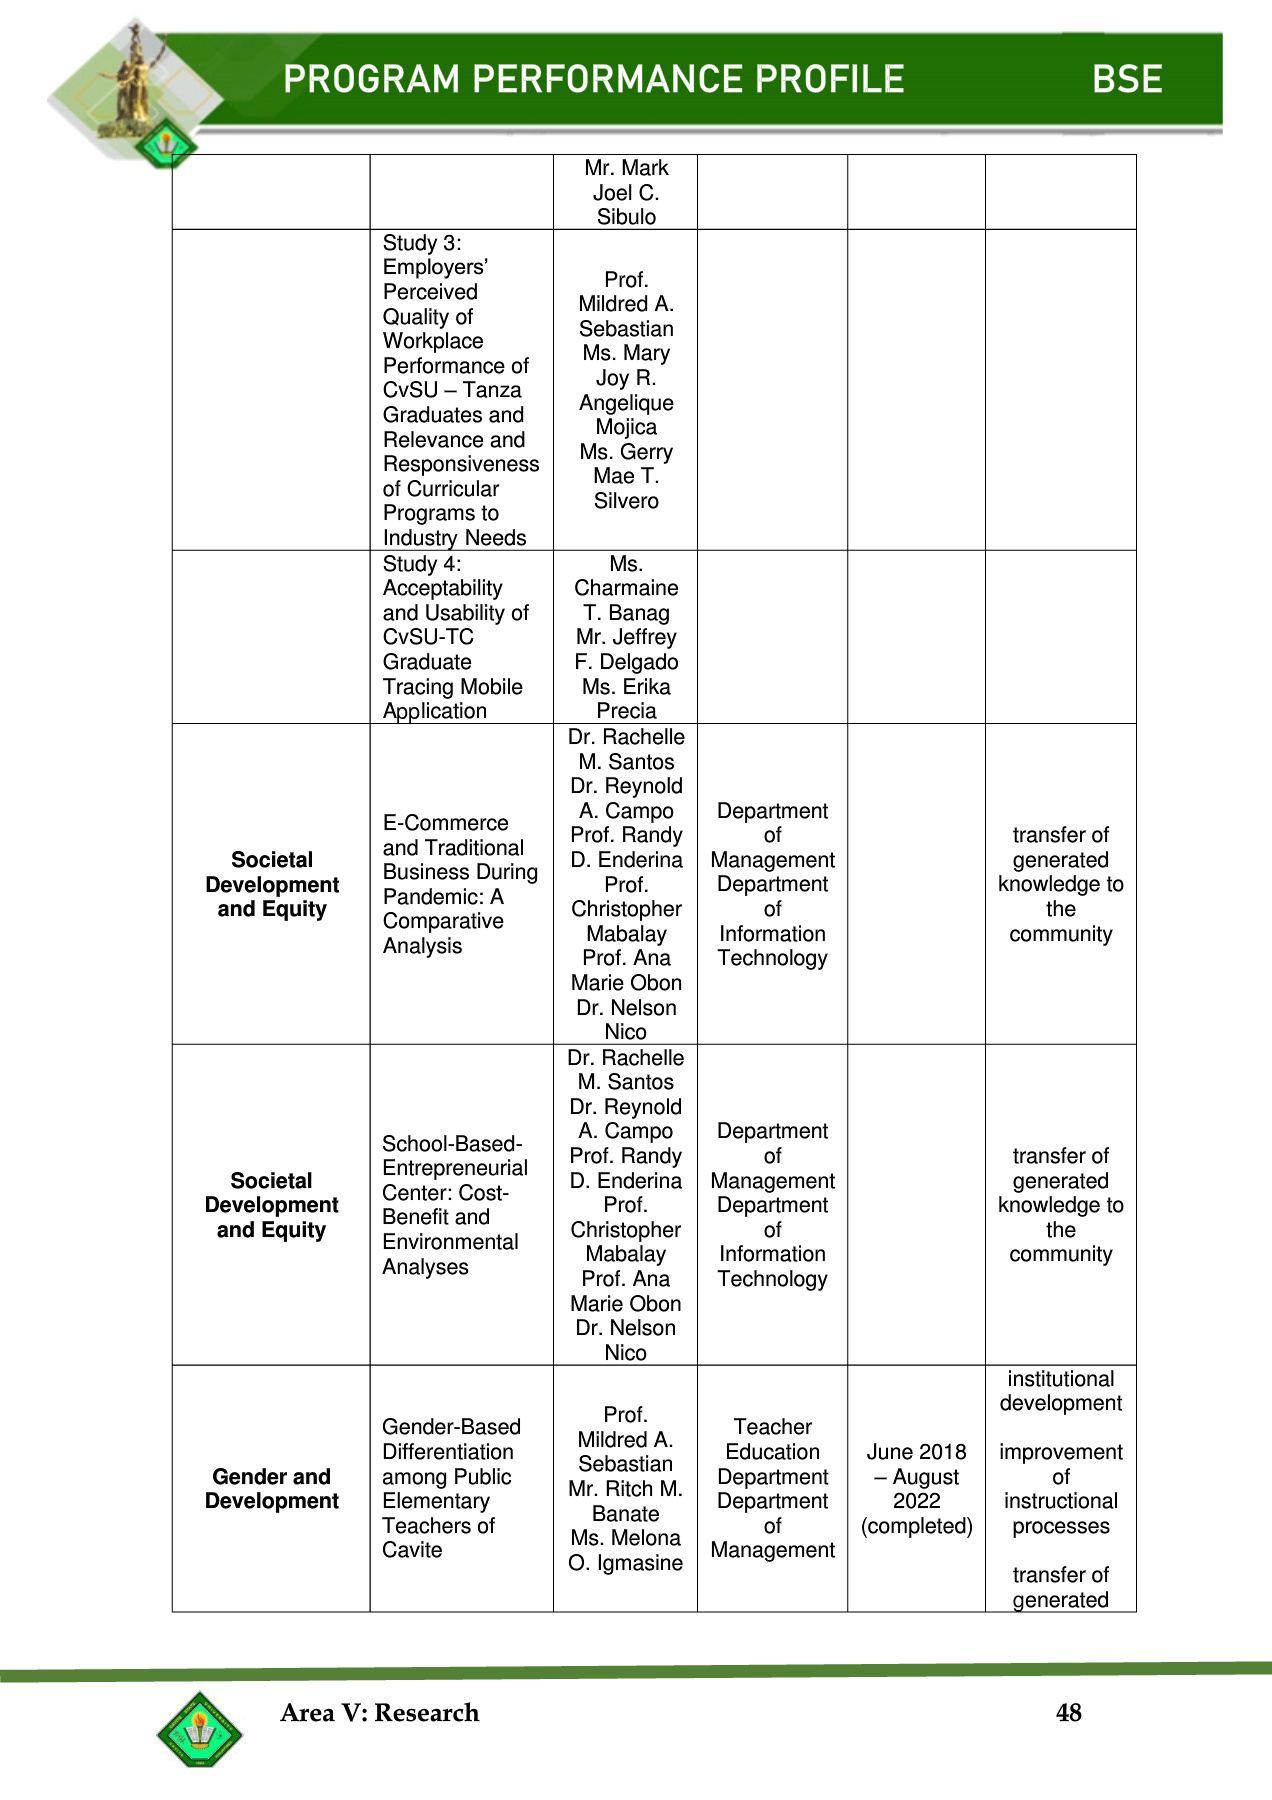 PROGRAM PERFORMANCE PROFILE BSE
Mr. Mark
Joel C.
Sibulo
Study 3:
Employers’
Perceived
Quality of
Workplace
Performance of
CvSU – Tanza
Graduates and
Relevance and
Responsiveness
of Curricular
Programs to
Industry Needs
Prof.
Mildred A.
Sebastian
Ms. Mary
Joy R.
Angelique
Mojica
Ms. Gerry
Mae T.
Silvero
Study 4:
Acceptability
and Usability of
CvSU-TC
Graduate
Tracing Mobile
Application
Ms.
Charmaine
T. Banag
Mr. Jeffrey
F. Delgado
Ms. Erika
Precia
Societal
Development
and Equity
E-Commerce
and Traditional
Business During
Pandemic: A
Comparative
Analysis
Dr. Rachelle
M. Santos
Dr. Reynold
A. Campo
Prof. Randy
D. Enderina
Prof.
Christopher
Mabalay
Prof. Ana
Marie Obon
Dr. Nelson
Nico
Department
of
Management
Department
of
Information
Technology
transfer of
generated
knowledge to
the
community
Societal
Development
and Equity
School-Based-
Entrepreneurial
Center: Cost-
Benefit and
Environmental
Analyses
Dr. Rachelle
M. Santos
Dr. Reynold
A. Campo
Prof. Randy
D. Enderina
Prof.
Christopher
Mabalay
Prof. Ana
Marie Obon
Dr. Nelson
Nico
Department
of
Management
Department
of
Information
Technology
transfer of
generated
knowledge to
the
community
Gender and
Development
Gender-Based
Differentiation
among Public
Elementary
Teachers of
Cavite
Prof.
Mildred A.
Sebastian
Mr. Ritch M.
Banate
Ms. Melona
O. Igmasine
Teacher
Education
Department
Department
of
Management
June 2018
– August
2022
(completed)
institutional
development
improvement
of
instructional
processes
transfer of
generated
Area V: Research 48